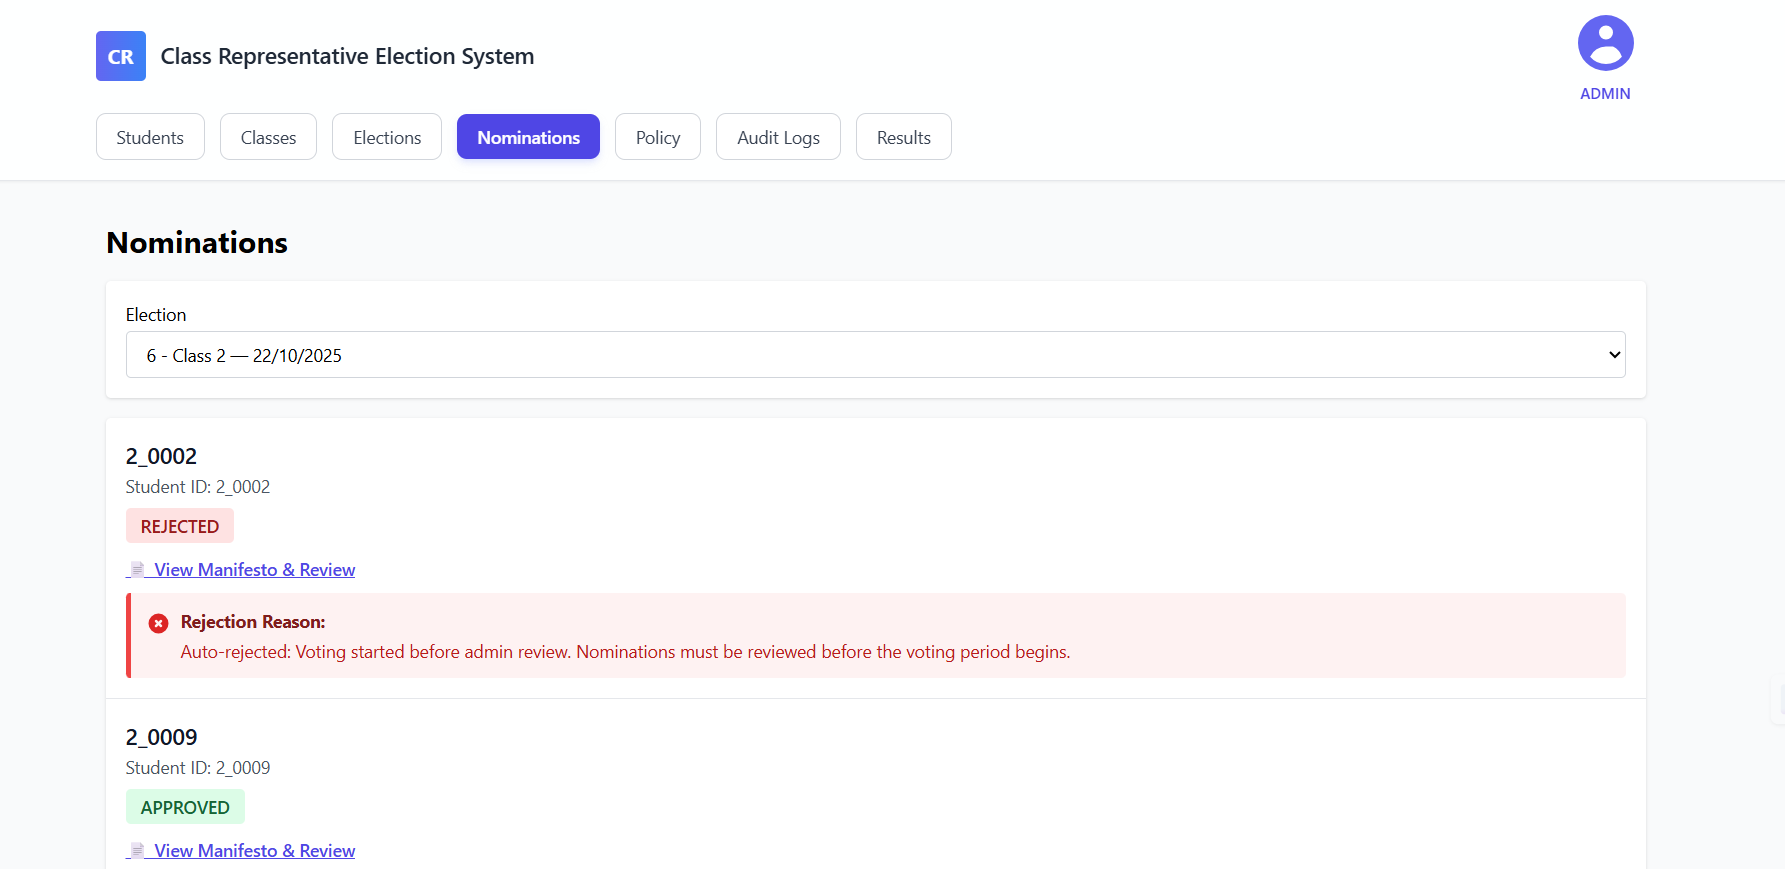 CR
Class Representative Election System
ADMIN
Students
Classes
Elections
Nominations
Policy
Audit Logs
Results
Nominations
Election
6 - Class 2 — 22/10/2025
2_0002
Student ID: 2_0002
REJECTED
View Manifesto & Review
Rejection Reason:
Auto-rejected: Voting started before admin review. Nominations must be reviewed before the voting period begins.
2_0009
Student ID: 2_0009
APPROVED
View Manifesto & Review